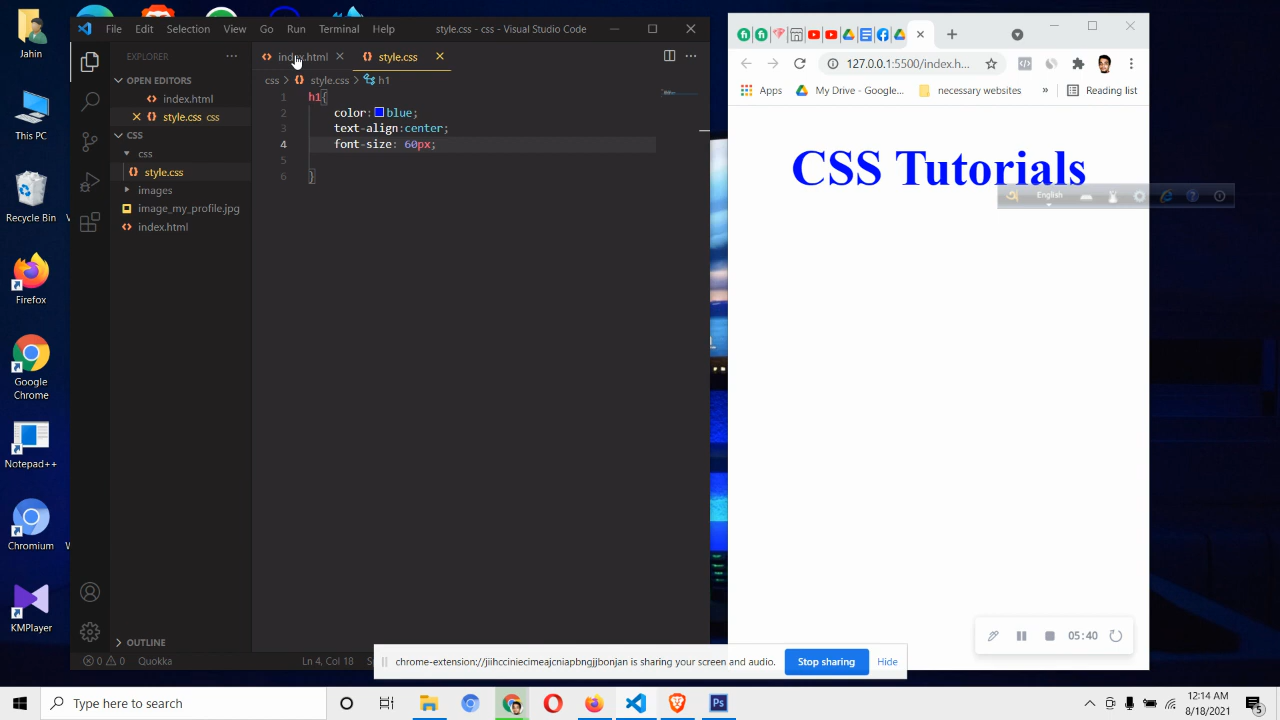 Jahin
This PC
Recycle Bin
Firefox
Google
Chrome
Notepad++
Chromium
KMPlayer
File Edit Selection View Go Run Terminal Help style.css - css - Visual Studio Code
EXPLORER
OPEN EDITORS
index.html
style.css css
CSS
css
style.css
images
image_my_profile.jpg
index.html
OUTLINE
index.html style.css
css > style.css > h1
1 h1{
2 color: blue;
3 text-align:center;
4 font-size: 60px;
5
6 }
0 0 Quokka Ln 4, Col 18
127.0.0.1:5500/index.h...
Apps My Drive - Google... necessary websites » Reading list
CSS Tutorials
English
05:40
chrome-extension://jiihcciniecimeajcniapbngjjbonjan is sharing your screen and audio. Stop sharing Hide
Type here to search
12:14 AM
8/18/2021
5